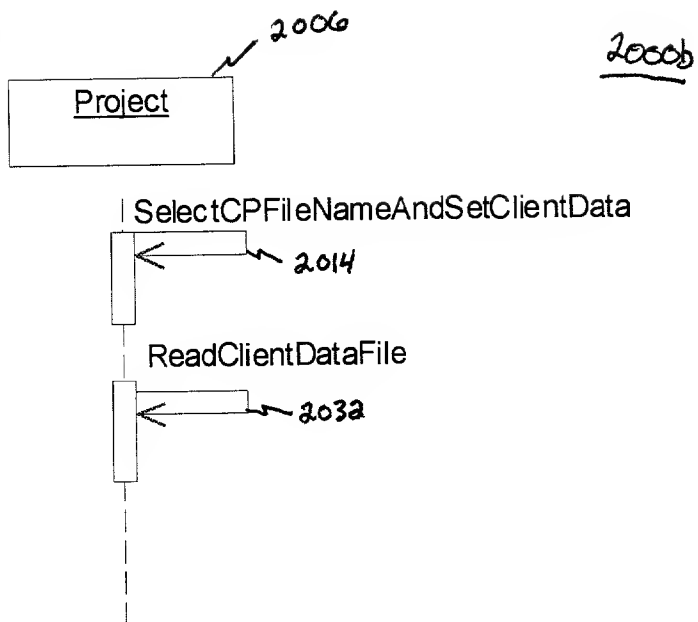 2006
2000b
Project
SelectCPFileNameAndSetClientData
2014
ReadClientDataFile
2032